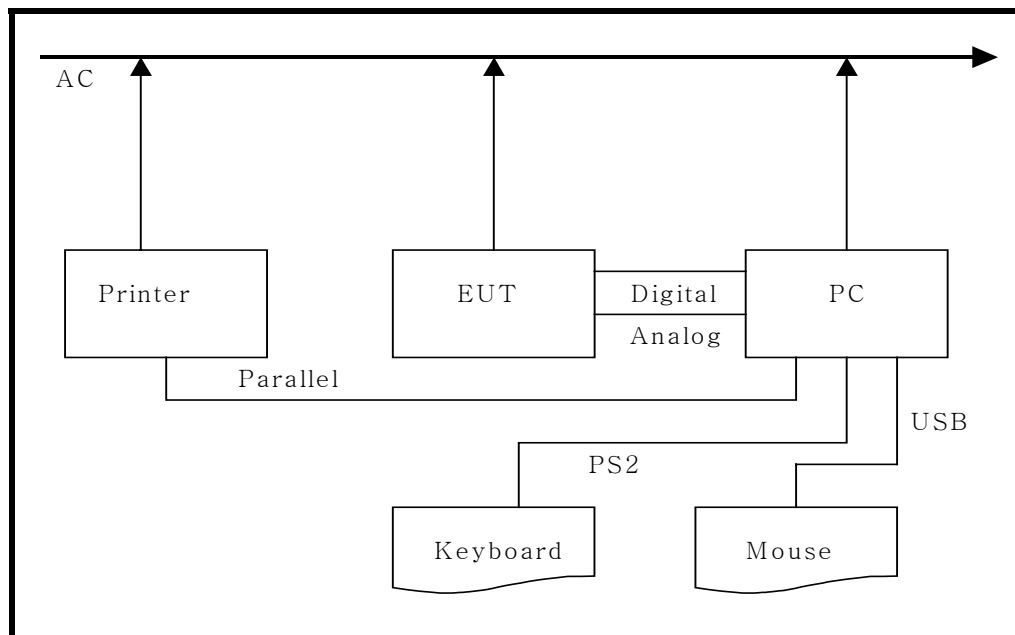 AC
Printer
EUT
Digital
PC
Analog
Parallel
USB
PS2
Keyboard
Mouse